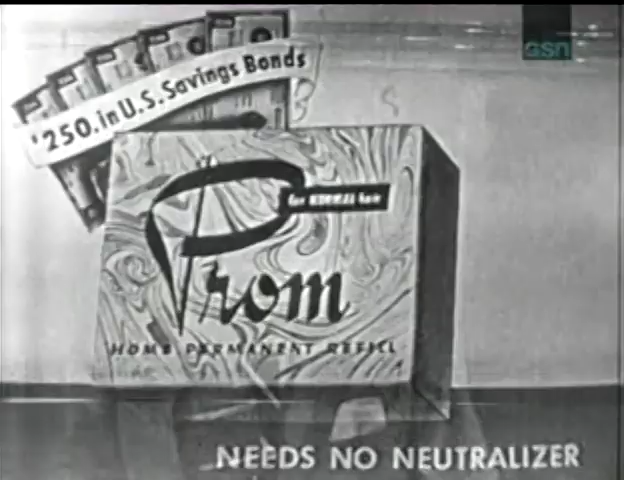 GSN
$250. in U.S. Savings Bonds
for NORMAL hair
Prom
HOME PERMANENT REFILL
NEEDS NO NEUTRALIZER